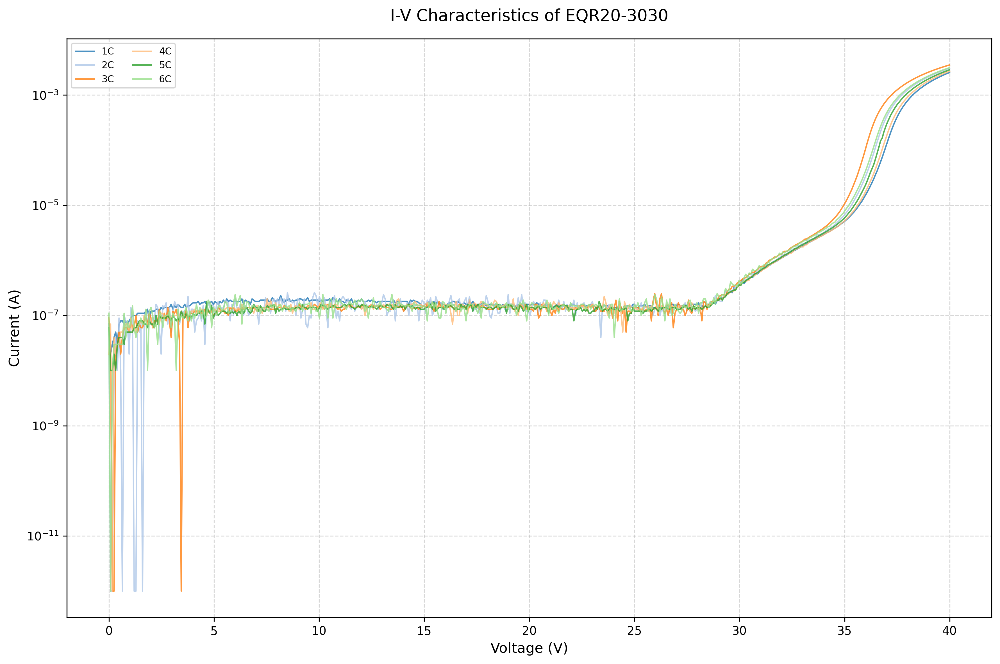 I-V Characteristics of EQR20-3030
1C
2C
3C
4C
5C
6C
10⁻³
10⁻⁵
10⁻⁷
10⁻⁹
10⁻¹¹
Current (A)
0 5 10 15 20 25 30 35 40
Voltage (V)